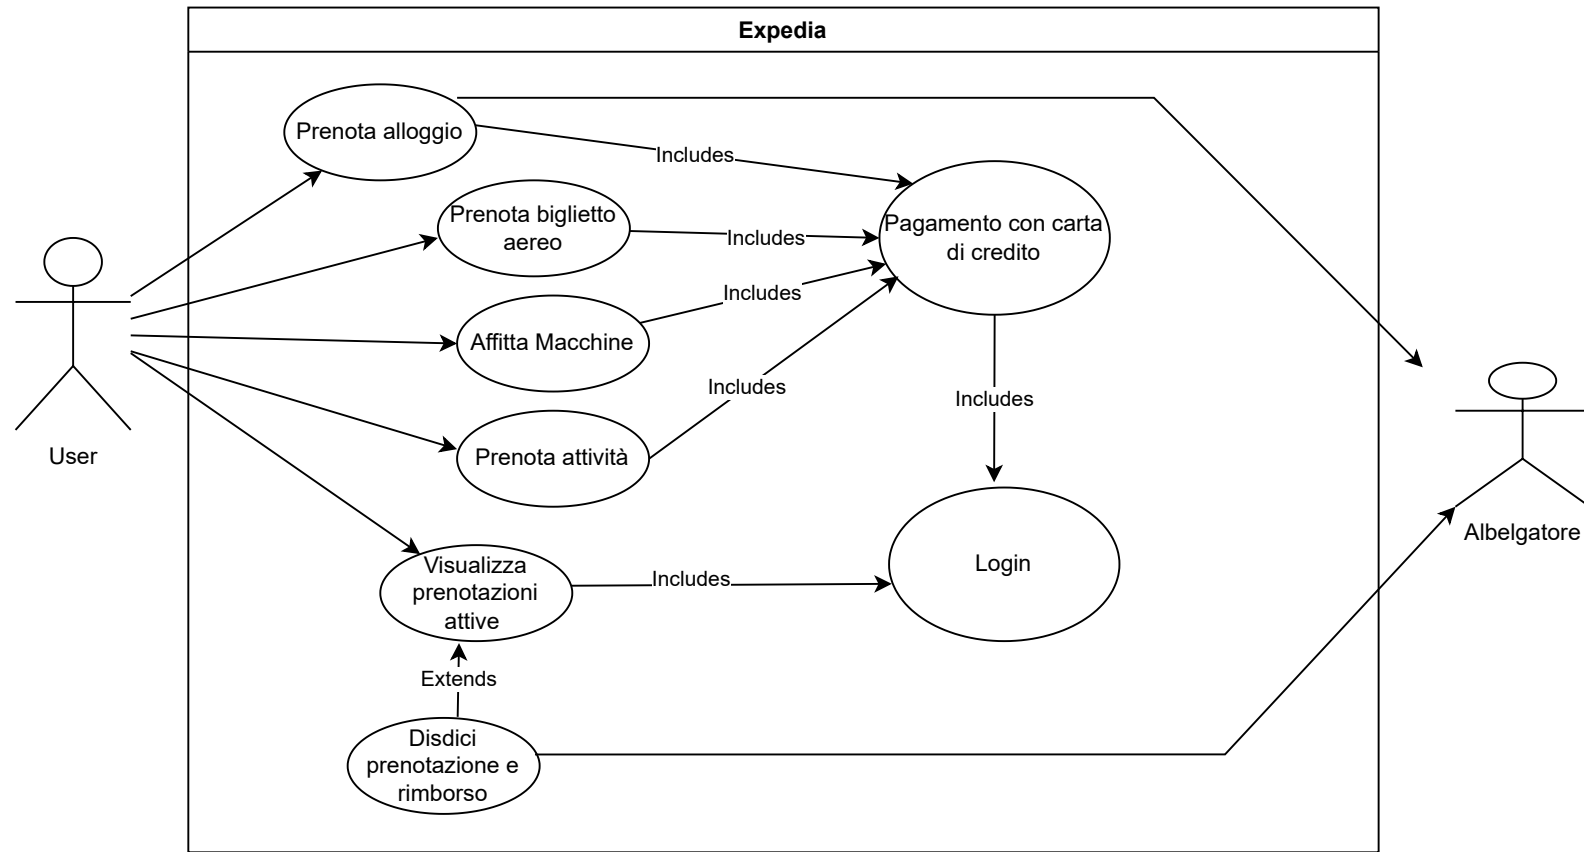 Expedia
Prenota alloggio
Includes
Prenota biglietto
aereo
Includes
Pagamento con carta
di credito
Includes
Affitta Macchine
Includes
Includes
Prenota attività
User
Albelgatore
Visualizza
prenotazioni
attive
Includes
Login
Extends
Disdici
prenotazione e
rimborso